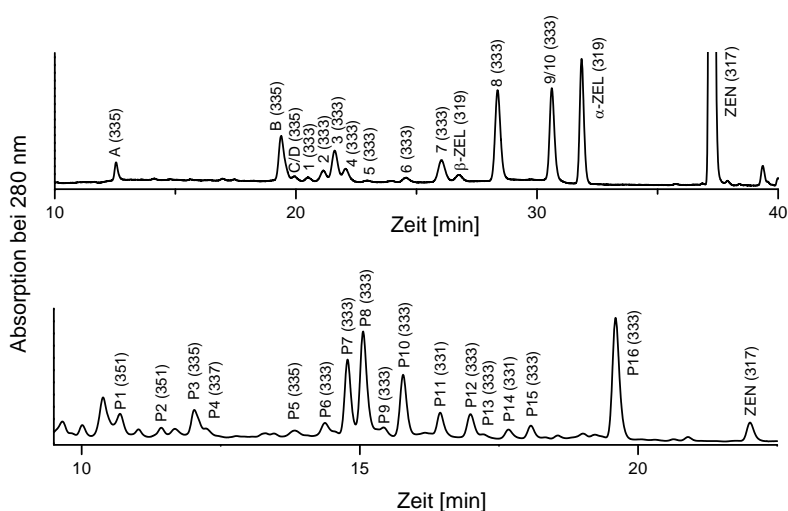 Absorption bei 280 nm
A (335)
B (335)
C/D (335)
1 (333)
2 (333)
3 (333)
4 (333)
5 (333)
6 (333)
7 (333)
β-ZEL (319)
8 (333)
9/10 (333)
α-ZEL (319)
ZEN (317)
10 20 30 40
Zeit [min]
P1 (351)
P2 (351)
P3 (335)
P4 (337)
P5 (335)
P6 (333)
P7 (333)
P8 (333)
P9 (333)
P10 (333)
P11 (331)
P12 (333)
P13 (333)
P14 (331)
P15 (333)
P16 (333)
ZEN (317)
10 15 20
Zeit [min]